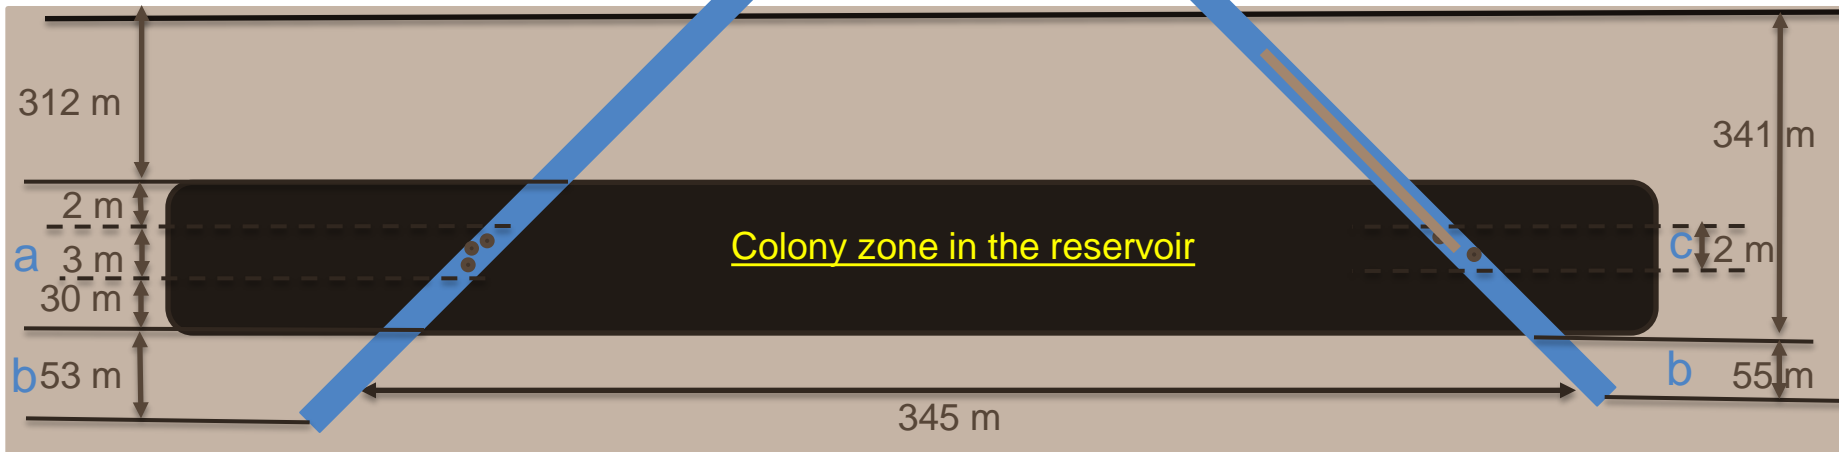 312 m
341 m
2 m
a
3 m
Colony zone in the reservoir
c
2 m
30 m
b
53 m
b
55 m
345 m